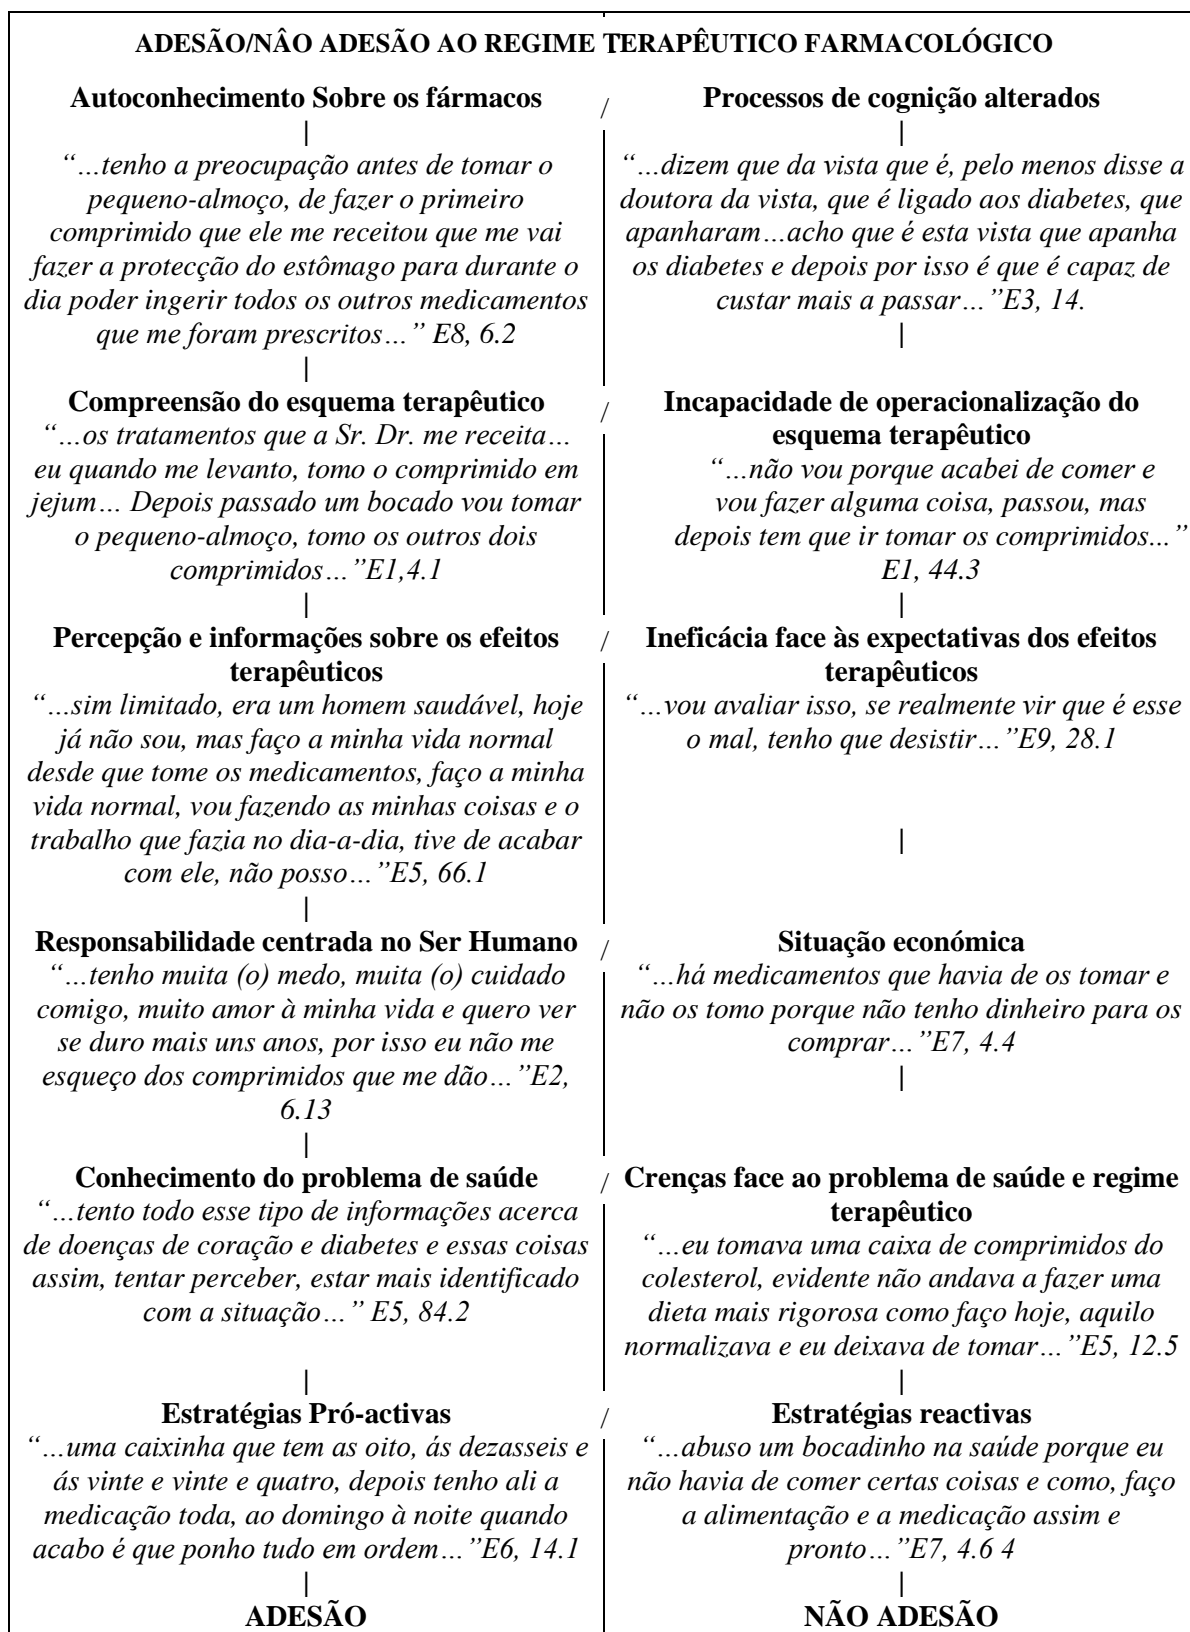 ADESÃO/NÂO ADESÃO AO REGIME TERAPÊUTICO FARMACOLÓGICO
Autoconhecimento Sobre os fármacos
|
“…tenho a preocupação antes de tomar o
pequeno-almoço, de fazer o primeiro
comprimido que ele me receitou que me vai
fazer a protecção do estômago para durante o
dia poder ingerir todos os outros medicamentos
que me foram prescritos…” E8, 6.2
|
/
Processos de cognição alterados
|
“…dizem que da vista que é, pelo menos disse a
doutora da vista, que é ligado aos diabetes, que
apanharam…acho que é esta vista que apanha
os diabetes e depois por isso é que é capaz de
custar mais a passar…”E3, 14.
|
Compreensão do esquema terapêutico
“…os tratamentos que a Sr. Dr. me receita…
eu quando me levanto, tomo o comprimido em
jejum… Depois passado um bocado vou tomar
o pequeno-almoço, tomo os outros dois
comprimidos…”E1,4.1
|
/
Incapacidade de operacionalização do
esquema terapêutico
“…não vou porque acabei de comer e
vou fazer alguma coisa, passou, mas
depois tem que ir tomar os comprimidos...”
E1, 44.3
|
Percepção e informações sobre os efeitos
terapêuticos
“…sim limitado, era um homem saudável, hoje
já não sou, mas faço a minha vida normal
desde que tome os medicamentos, faço a minha
vida normal, vou fazendo as minhas coisas e o
trabalho que fazia no dia-a-dia, tive de acabar
com ele, não posso…”E5, 66.1
|
/
Ineficácia face às expectativas dos efeitos
terapêuticos
“…vou avaliar isso, se realmente vir que é esse
o mal, tenho que desistir…”E9, 28.1
|
Responsabilidade centrada no Ser Humano
“…tenho muita (o) medo, muita (o) cuidado
comigo, muito amor à minha vida e quero ver
se duro mais uns anos, por isso eu não me
esqueço dos comprimidos que me dão…”E2,
6.13
|
/
Situação económica
“…há medicamentos que havia de os tomar e
não os tomo porque não tenho dinheiro para os
comprar…”E7, 4.4
|
Conhecimento do problema de saúde
“…tento todo esse tipo de informações acerca
de doenças de coração e diabetes e essas coisas
assim, tentar perceber, estar mais identificado
com a situação…” E5, 84.2
|
/
Crenças face ao problema de saúde e regime
terapêutico
“…eu tomava uma caixa de comprimidos do
colesterol, evidente não andava a fazer uma
dieta mais rigorosa como faço hoje, aquilo
normalizava e eu deixava de tomar…”E5, 12.5
|
Estratégias Pró-activas
“…uma caixinha que tem as oito, ás dezasseis e
ás vinte e vinte e quatro, depois tenho ali a
medicação toda, ao domingo à noite quando
acabo é que ponho tudo em ordem…”E6, 14.1
|
ADESÃO
/
Estratégias reactivas
“…abuso um bocadinho na saúde porque eu
não havia de comer certas coisas e como, faço
a alimentação e a medicação assim e
pronto…”E7, 4.6 4
|
NÃO ADESÃO